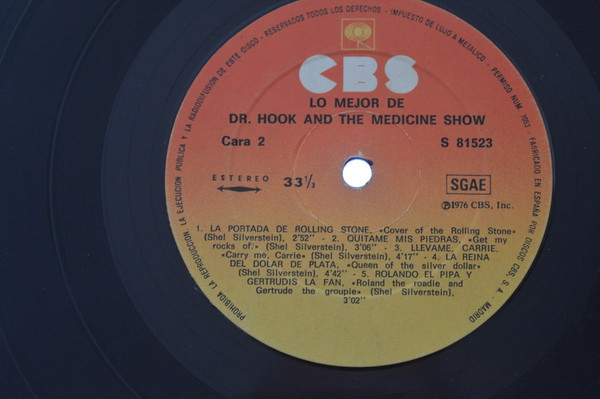 RESERVADOS TODOS LOS DERECHOS - IMPUESTO DE LUJO A METALICO - PERMISO NUM. 1053 - FABRICADO EN ESPAÑA POR DISCOS CBS, S. A. - MADRID
PROHIBIDA LA REPRODUCCION, LA EJECUCION PUBLICA Y LA RADIODIFUSION DE ESTE DISCO -
CBS
LO MEJOR DE
DR. HOOK AND THE MEDICINE SHOW
Cara 2
S 81523
ESTEREO
33 1/3
SGAE
Ⓟ1976 CBS, Inc.
1. LA PORTADA DE ROLLING STONE, «Cover of the Rolling Stone»
(Shel Silverstein), 2'52" - 2. QUITAME MIS PIEDRAS, «Get my
rocks of.» (Shel Silverstein), 3'06" - 3. LLEVAME, CARRIE,
«Carry me, Carrie» (Shel Silverstein), 4'17" - 4. LA REINA
DEL DOLAR DE PLATA, «Queen of the silver dollar»
(Shel Silverstein), 4'42" - 5. ROLANDO EL PIPA Y
GERTRUDIS LA FAN, «Roland the roadie and
Gertrude the groupie» (Shel Silverstein),
3'02"